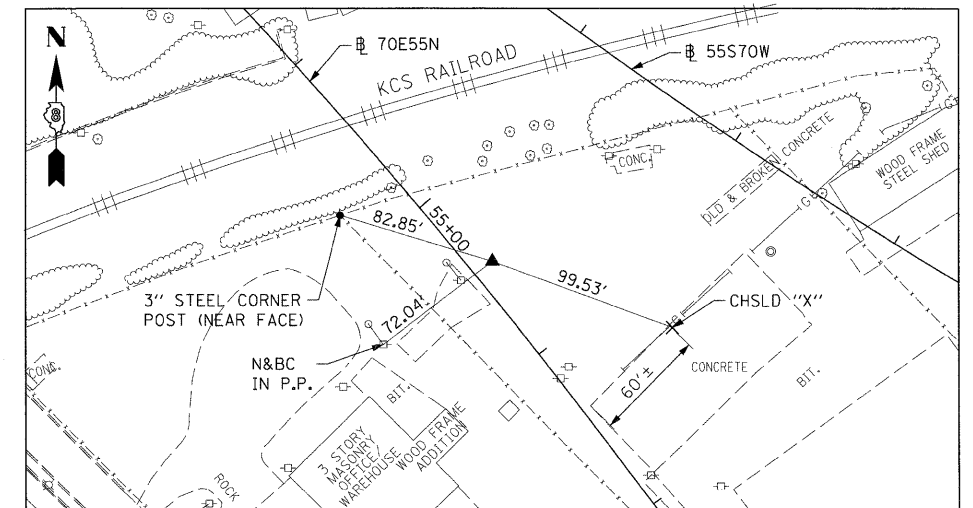 N
8
℄ 70E55N
KCS RAILROAD
℄ 55S70W
CONC.
OLD & BROKEN CONCRETE
WOOD FRAME
STEEL SHED
G
G
82.85'
55+00
99.53'
3" STEEL CORNER
POST (NEAR FACE)
72.04'
CHSLD "X"
N&BC
IN P.P.
60'±
CONCRETE
BIT.
BIT.
CONC.
3 STORY
MASONRY
OFFICE/
WAREHOUSE
WOOD FRAME
ADDITION
ROCK